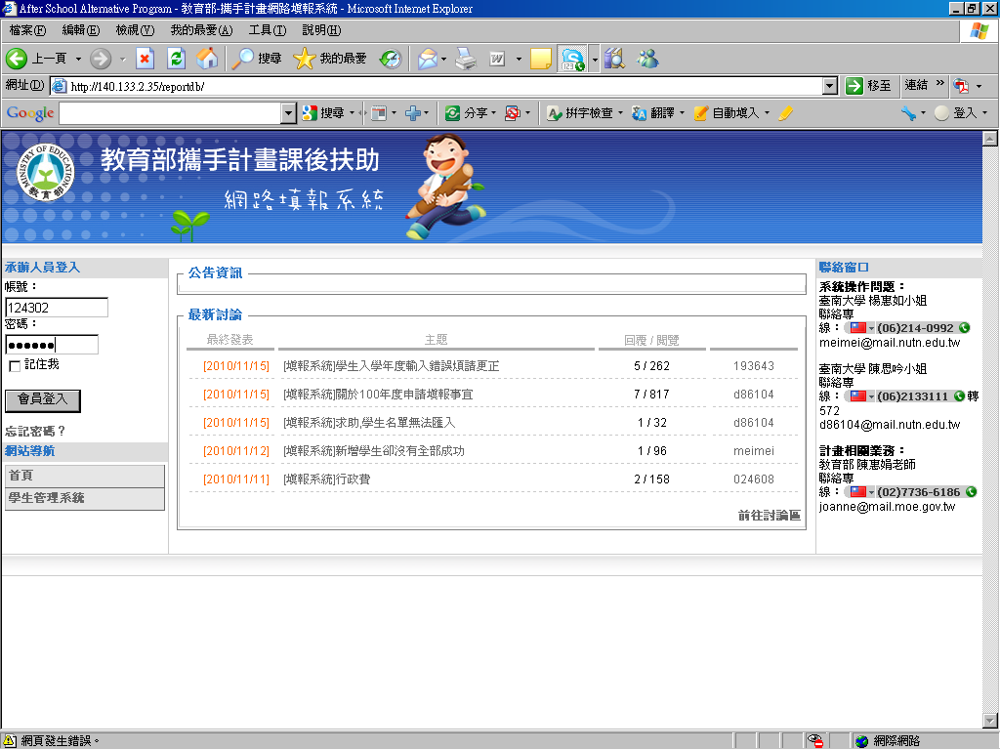 After School Alternative Program - 教育部-攜手計畫網路填報系統 - Microsoft Internet Explorer
檔案(F) 編輯(E) 檢視(V) 我的最愛(A) 工具(T) 說明(H)
上一頁 搜尋 我的最愛
網址(D) http://140.133.2.35/reportdb/ 移至 連結 »
Google 搜尋 分享 拼字檢查 翻譯 自動填入 登入
MINISTRY OF EDUCATION
教育部
教育部攜手計畫課後扶助
網路填報系統
承辦人員登入
帳號：
124302
密碼：
●●●●●●
記住我
會員登入
忘記密碼？
網站導航
首頁
學生管理系統
公告資訊
最新討論
最終發表 主題 回覆 / 閱覽
[2010/11/15] [填報系統]學生入學年度輸入錯誤煩請更正 5 / 262 193643
[2010/11/15] [填報系統]關於100年度申請填報事宜 7 / 817 d86104
[2010/11/15] [填報系統]求助,學生名單無法匯入 1 / 32 d86104
[2010/11/12] [填報系統]新增學生卻沒有全部成功 1 / 96 meimei
[2010/11/11] [填報系統]行政費 2 / 158 024608
前往討論區
聯絡窗口
系統操作問題：
臺南大學 楊惠如小姐
聯絡專
線： (06)214-0992
meimei@mail.nutn.edu.tw
臺南大學 陳思吟小姐
聯絡專
線： (06)2133111 轉
572
d86104@mail.nutn.edu.tw
計畫相關業務：
教育部 陳惠娟老師
聯絡專
線： (02)7736-6186
joanne@mail.moe.gov.tw
網頁發生錯誤。 網際網路